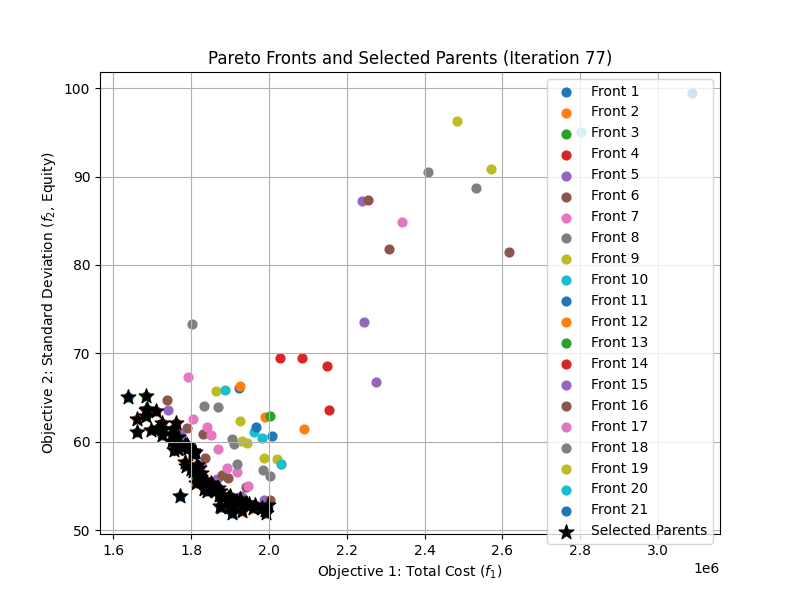 Pareto Fronts and Selected Parents (Iteration 77)
Objective 2: Standard Deviation (f₂, Equity)
100
90
80
70
60
50
1.6
1.8
2.0
2.2
2.4
2.6
2.8
3.0
1e6
Objective 1: Total Cost (f₁)
Front 1
Front 2
Front 3
Front 4
Front 5
Front 6
Front 7
Front 8
Front 9
Front 10
Front 11
Front 12
Front 13
Front 14
Front 15
Front 16
Front 17
Front 18
Front 19
Front 20
Front 21
Selected Parents